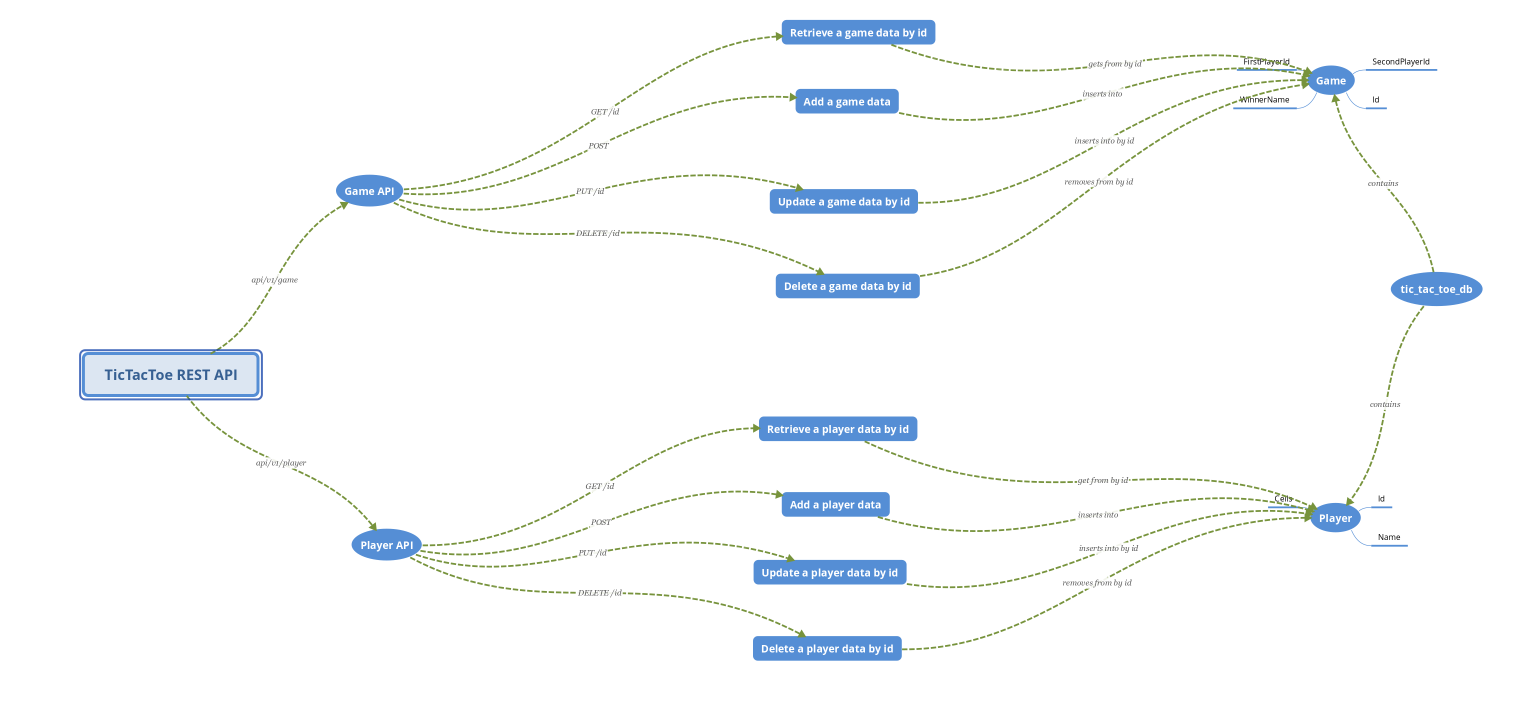 Retrieve a game data by id
gets from by id
FirstPlayerId
SecondPlayerId
Game
Add a game data
inserts into
WinnerName
Id
GET /id
POST
inserts into by id
Game API
PUT /id
Update a game data by id
removes from by id
contains
DELETE /id
api/v1/game
Delete a game data by id
tic_tac_toe_db
TicTacToe REST API
contains
Retrieve a player data by id
api/v1/player
GET /id
get from by id
Add a player data
Cells
Id
POST
inserts into
Player
Player API
PUT /id
inserts into by id
Name
Update a player data by id
DELETE /id
removes from by id
Delete a player data by id